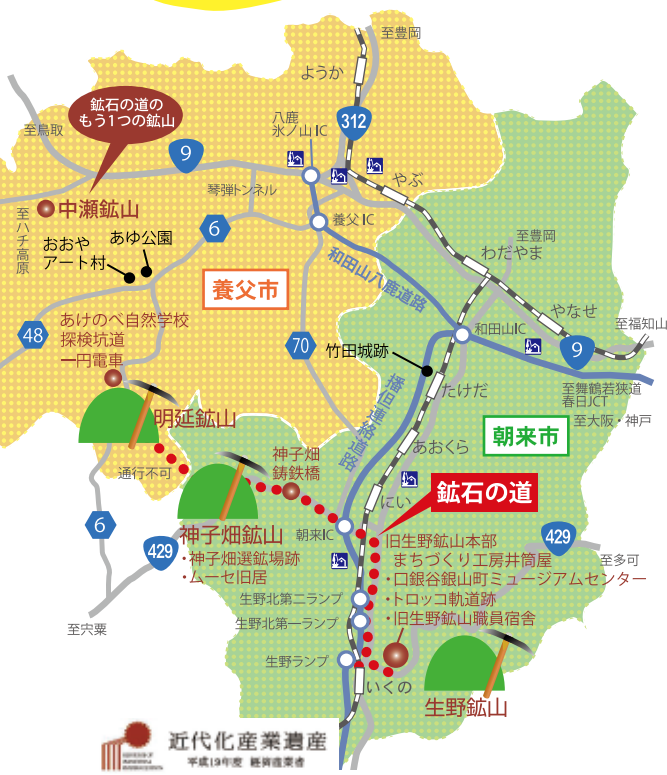 至豊岡
ようか
鉱石の道の
もう1つの鉱山
八鹿
氷ノ山IC
312
至鳥取
9
やぶ
琴弾トンネル
中瀬鉱山
至ハチ高原
おおや
アート村
あゆ公園
6
養父IC
至豊岡
わだやま
和田山八鹿道路
養父市
やなせ
48
あけのべ自然学校
探検坑道
一円電車
70
和田山IC
至福知山
9
竹田城跡
至舞鶴若狭道
春日JCT
至大阪・神戸
たけだ
播但連絡道路
朝来市
明延鉱山
あおくら
通行不可
神子畑
鋳鉄橋
鉱石の道
にい
6
神子畑鉱山
・神子畑選鉱場跡
・ムーセ旧居
429
朝来IC
旧生野鉱山本部
まちづくり工房井筒屋
・口銀谷銀山町ミュージアムセンター
・トロッコ軌道跡
・旧生野鉱山職員宿舎
429
至多可
生野北第二ランプ
生野北第一ランプ
至宍粟
生野ランプ
いくの
生野鉱山
近代化産業遺産
平成19年度 経済産業省